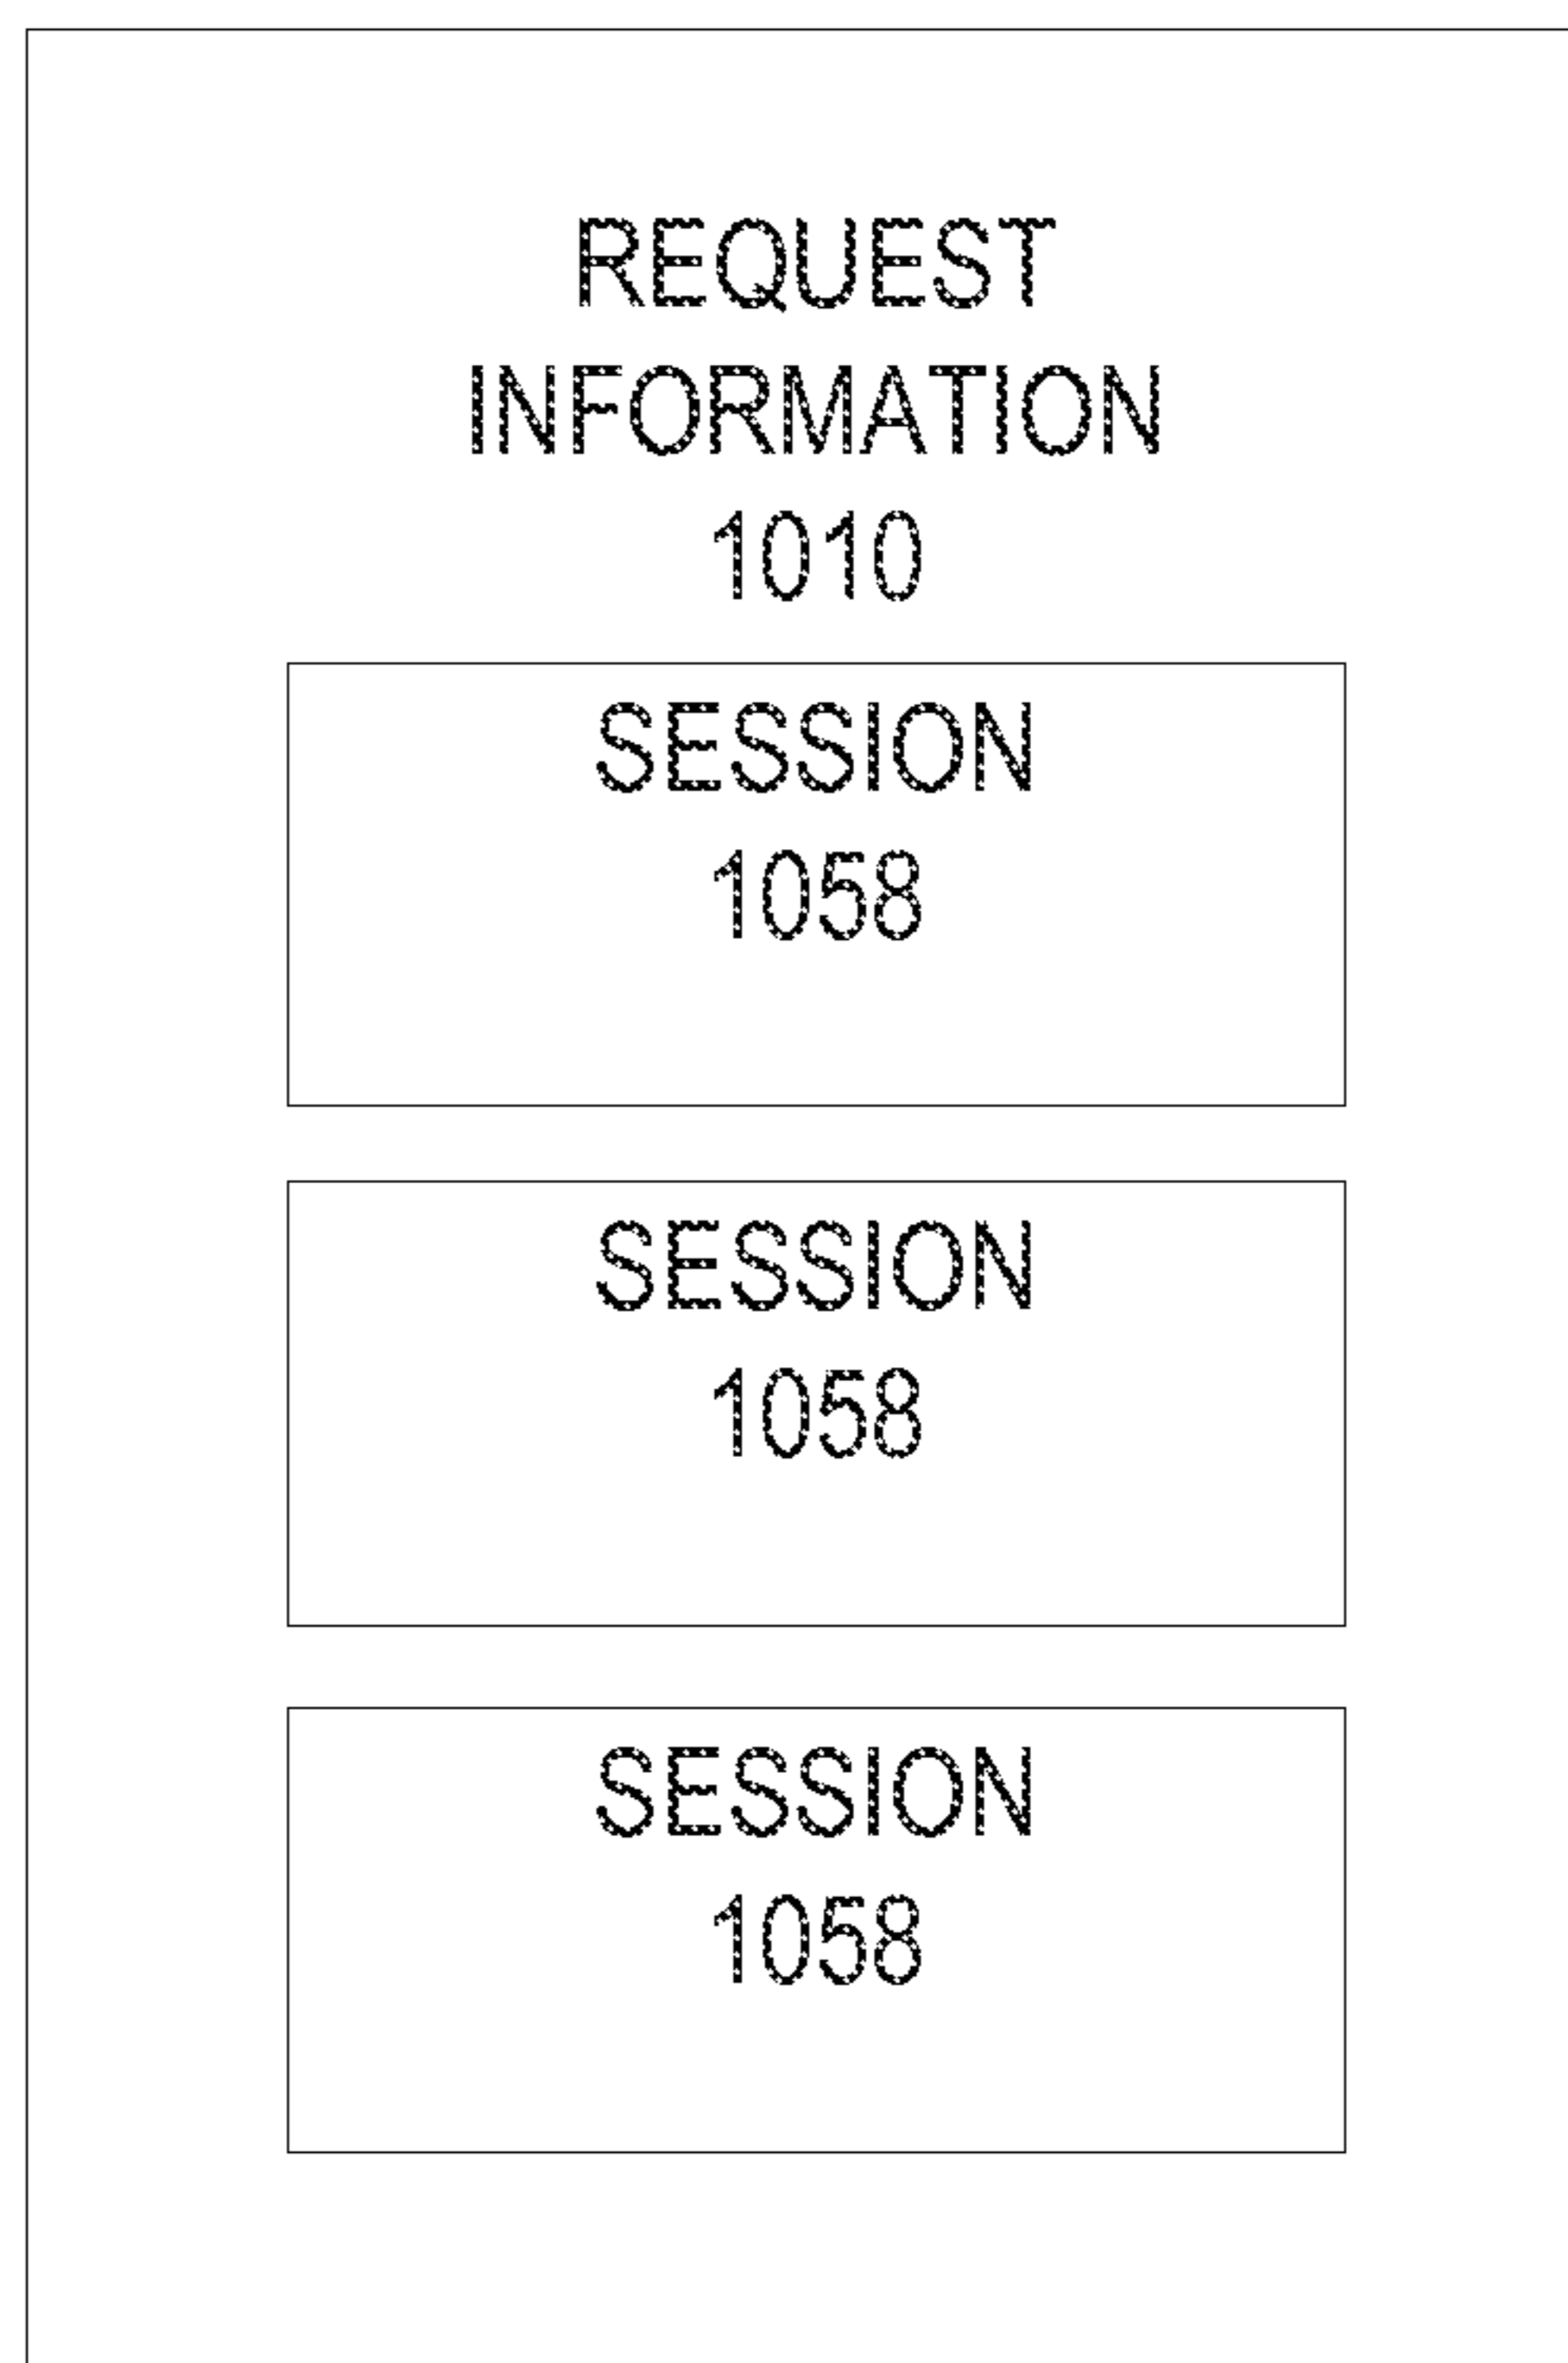 REQUEST
INFORMATION
1010
SESSION
1058
SESSION
1058
SESSION
1058